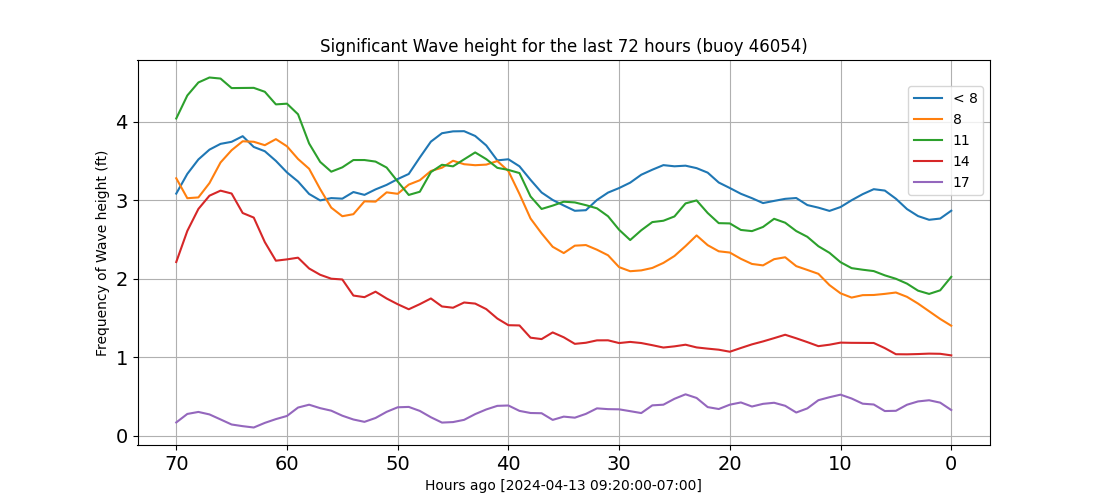 Significant Wave height for the last 72 hours (buoy 46054)
Frequency of Wave height (ft)
4
3
2
1
0
< 8
8
11
14
17
70 60 50 40 30 20 10 0
Hours ago [2024-04-13 09:20:00-07:00]